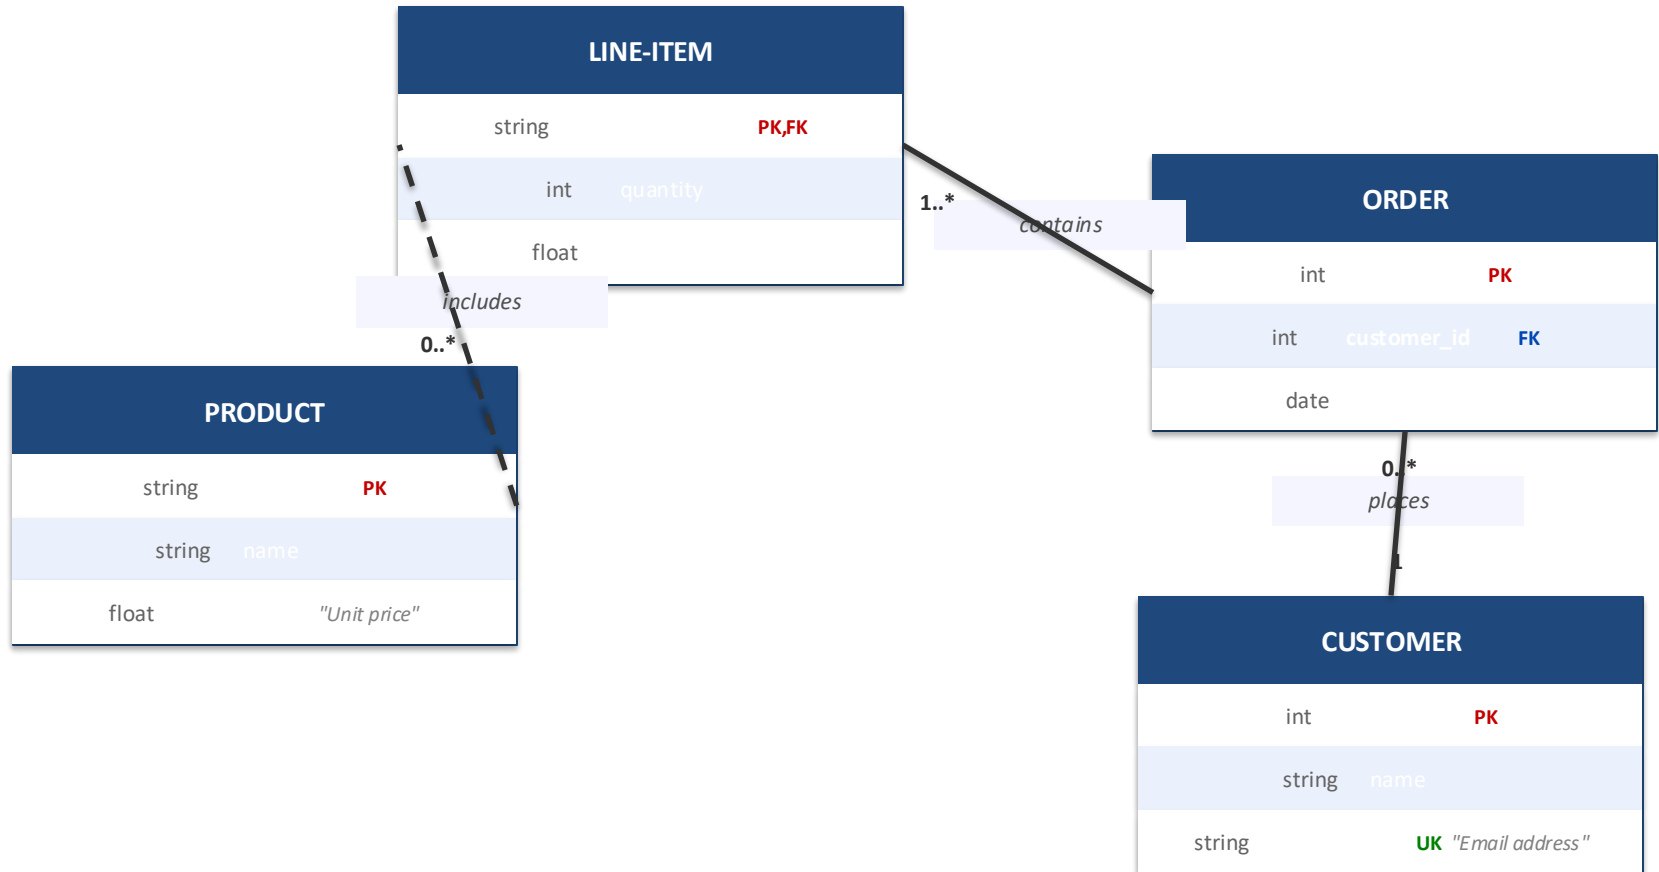 LINE-ITEM
string PK,FK
int quantity
float
1..*
contains
includes
0..*
ORDER
int PK
int customer_id FK
date
0..*
places
1
PRODUCT
string PK
string name
float "Unit price"
CUSTOMER
int PK
string name
string UK "Email address"